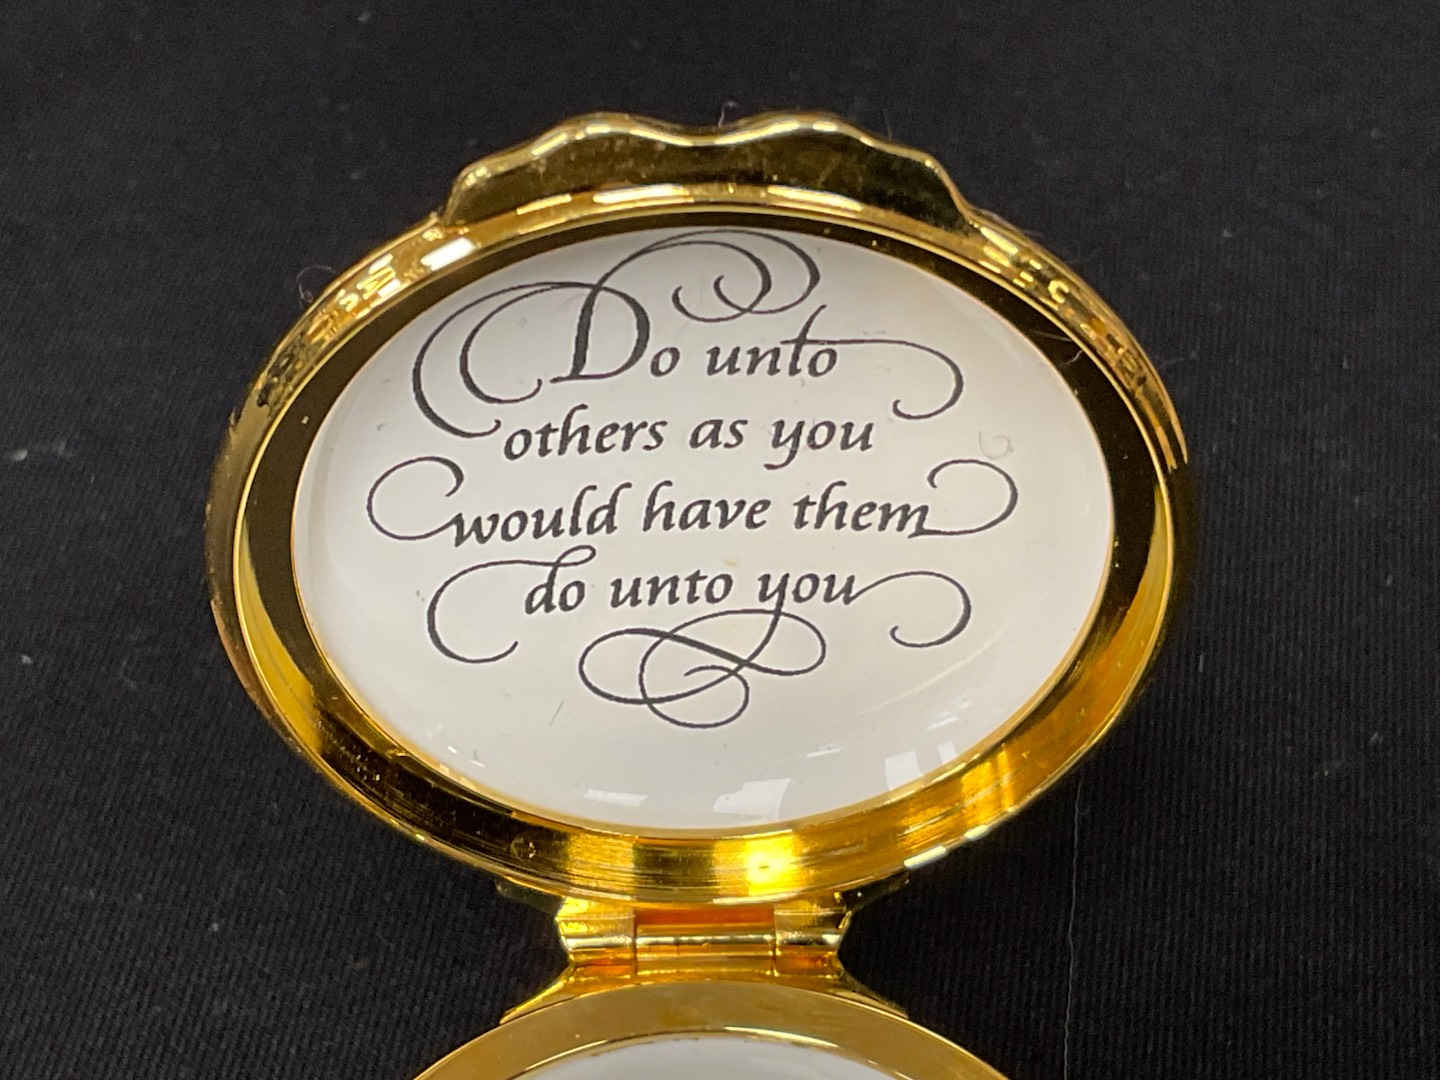 Do unto
others as you
would have them
do unto you